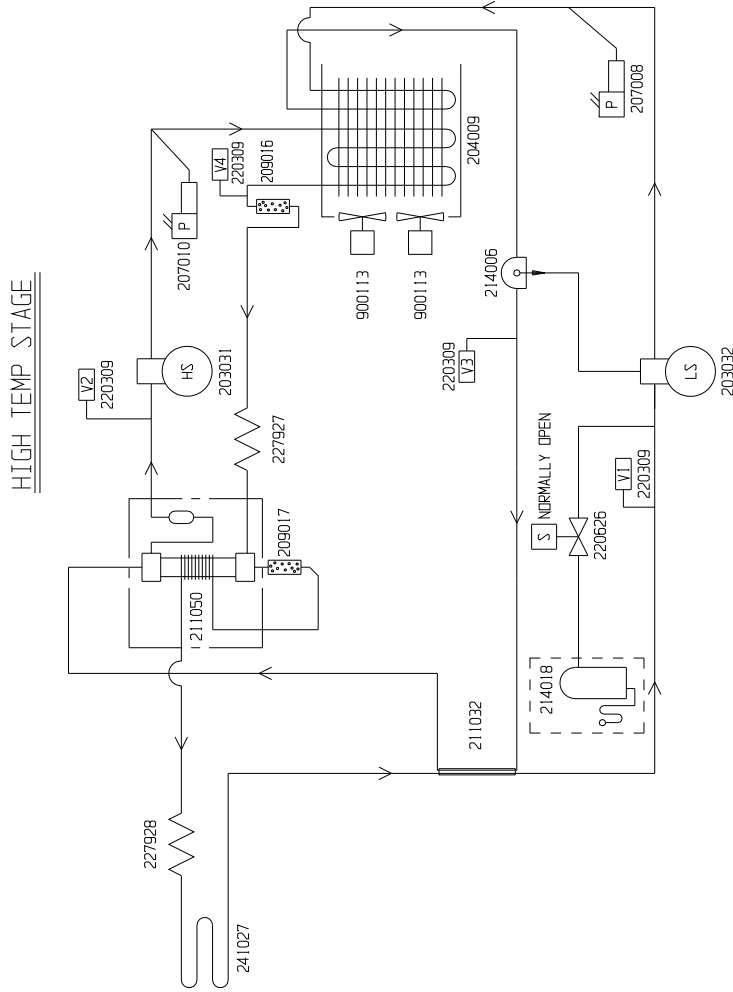 HIGH TEMP STAGE
V2
220309
P
207010
V4
220309
209016
204009
P
207008
HS
203031
900113
900113
214006
227927
220309
V3
LS
203032
NORMALLY OPEN
S
220626
V1
220309
209017
211050
211032
214018
227928
241027